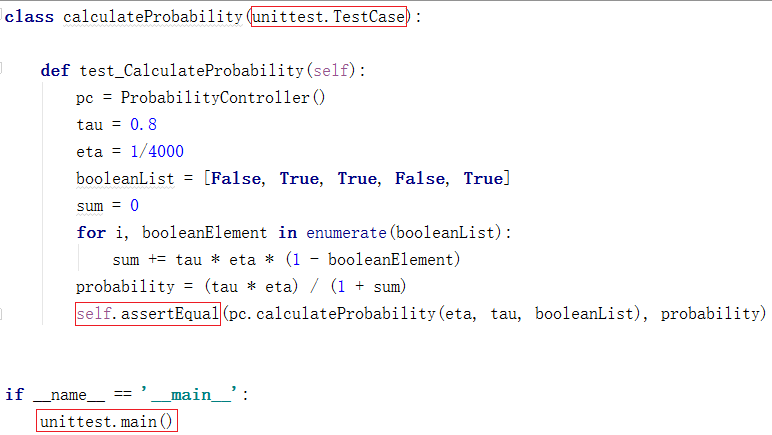 class calculateProbability(unittest.TestCase):
def test_CalculateProbability(self):
pc = ProbabilityController()
tau = 0.8
eta = 1/4000
booleanList = [False, True, True, False, True]
sum = 0
for i, booleanElement in enumerate(booleanList):
sum += tau * eta * (1 - booleanElement)
probability = (tau * eta) / (1 + sum)
self.assertEqual(pc.calculateProbability(eta, tau, booleanList), probability)
if __name__ == '__main__':
unittest.main()